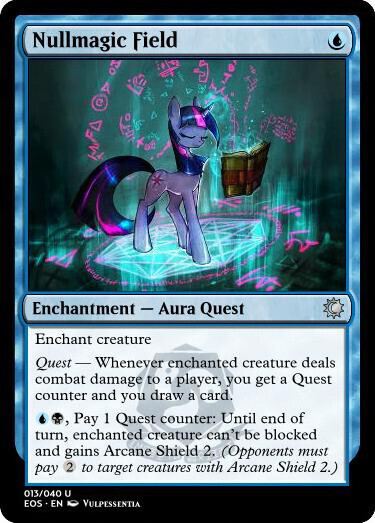 Nullmagic Field
Enchantment — Aura Quest
Enchant creature
Quest — Whenever enchanted creature deals
combat damage to a player, you get a Quest
counter and you draw a card.
, Pay 1 Quest counter: Until end of
turn, enchanted creature can't be blocked
and gains Arcane Shield 2. (Opponents must
pay 2 to target creatures with Arcane Shield 2.)
013/040 U
EOS • EN Vulpessentia